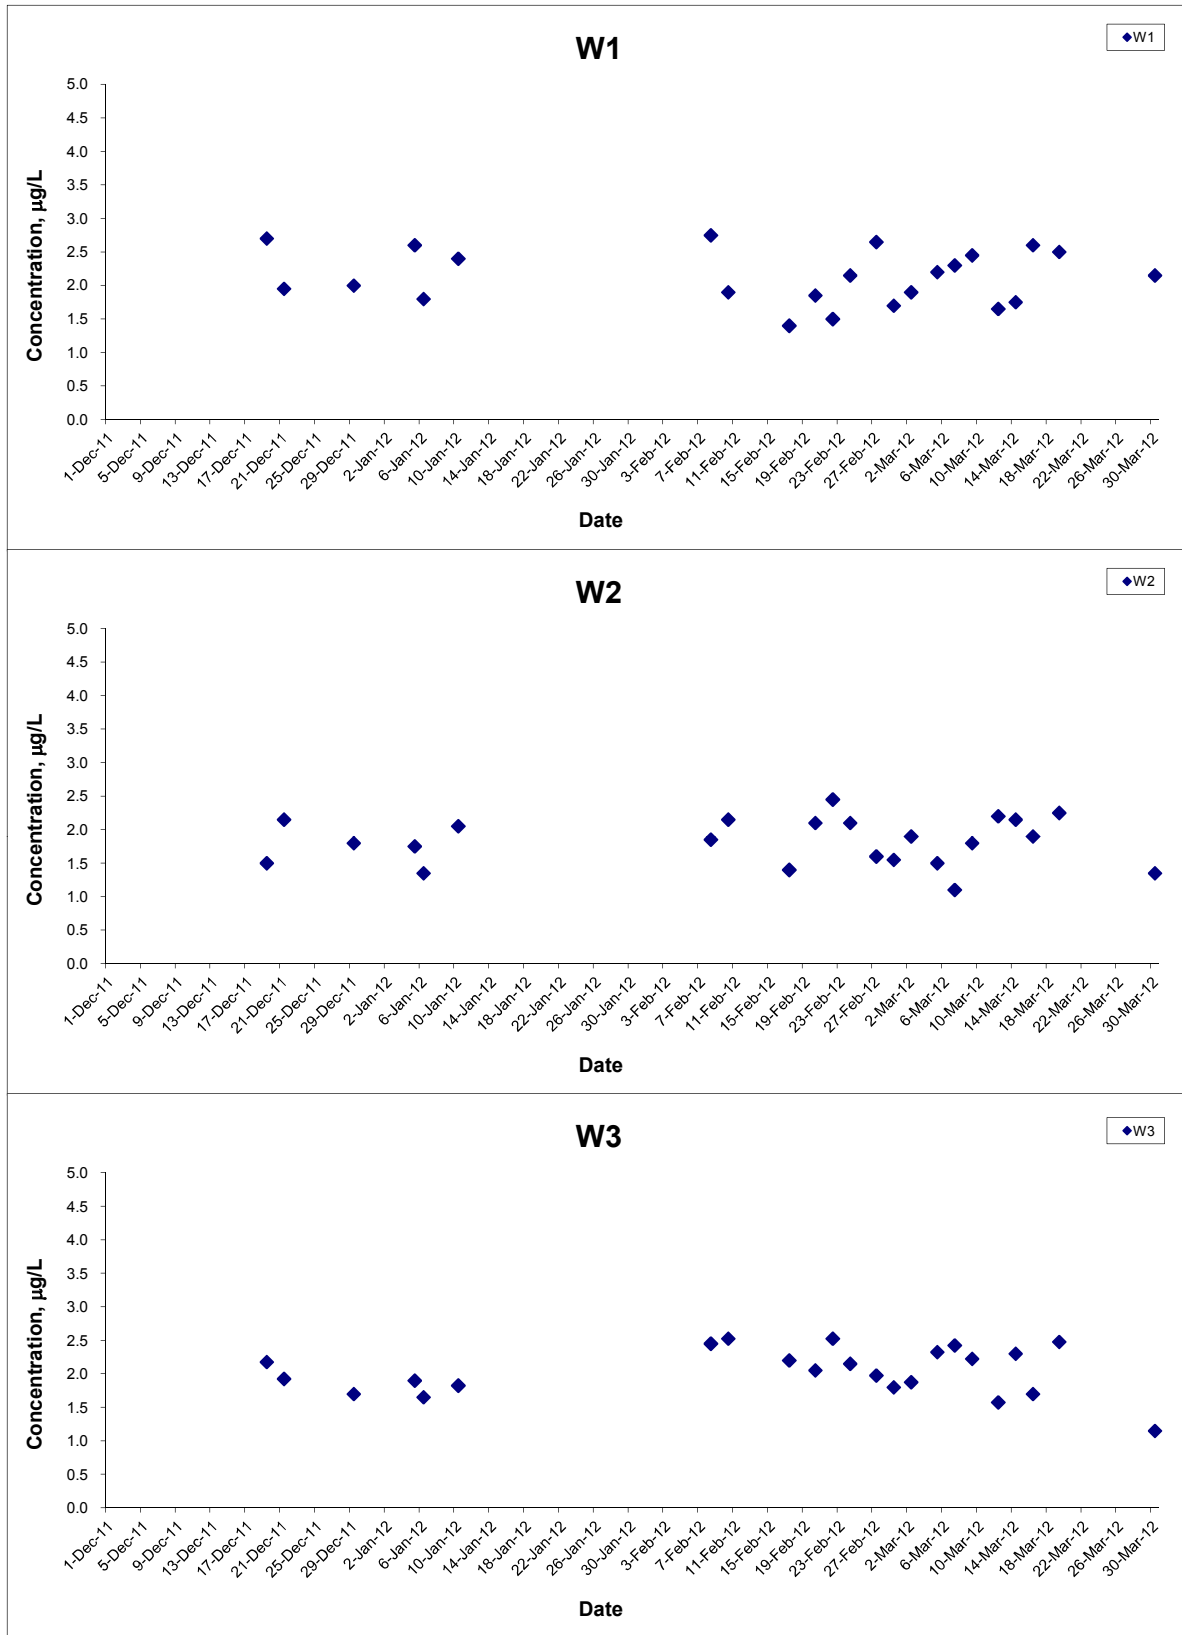 W1
W1
5.0
4.5
4.0
3.5
3.0
2.5
2.0
1.5
1.0
0.5
0.0
Concentration, µg/L
1-Dec-11
5-Dec-11
9-Dec-11
13-Dec-11
17-Dec-11
21-Dec-11
25-Dec-11
29-Dec-11
2-Jan-12
6-Jan-12
10-Jan-12
14-Jan-12
18-Jan-12
22-Jan-12
26-Jan-12
30-Jan-12
3-Feb-12
7-Feb-12
11-Feb-12
15-Feb-12
19-Feb-12
23-Feb-12
27-Feb-12
2-Mar-12
6-Mar-12
10-Mar-12
14-Mar-12
18-Mar-12
22-Mar-12
26-Mar-12
30-Mar-12
Date
W2
W2
5.0
4.5
4.0
3.5
3.0
2.5
2.0
1.5
1.0
0.5
0.0
Concentration, µg/L
1-Dec-11
5-Dec-11
9-Dec-11
13-Dec-11
17-Dec-11
21-Dec-11
25-Dec-11
29-Dec-11
2-Jan-12
6-Jan-12
10-Jan-12
14-Jan-12
18-Jan-12
22-Jan-12
26-Jan-12
30-Jan-12
3-Feb-12
7-Feb-12
11-Feb-12
15-Feb-12
19-Feb-12
23-Feb-12
27-Feb-12
2-Mar-12
6-Mar-12
10-Mar-12
14-Mar-12
18-Mar-12
22-Mar-12
26-Mar-12
30-Mar-12
Date
W3
W3
5.0
4.5
4.0
3.5
3.0
2.5
2.0
1.5
1.0
0.5
0.0
Concentration, µg/L
1-Dec-11
5-Dec-11
9-Dec-11
13-Dec-11
17-Dec-11
21-Dec-11
25-Dec-11
29-Dec-11
2-Jan-12
6-Jan-12
10-Jan-12
14-Jan-12
18-Jan-12
22-Jan-12
26-Jan-12
30-Jan-12
3-Feb-12
7-Feb-12
11-Feb-12
15-Feb-12
19-Feb-12
23-Feb-12
27-Feb-12
2-Mar-12
6-Mar-12
10-Mar-12
14-Mar-12
18-Mar-12
22-Mar-12
26-Mar-12
30-Mar-12
Date